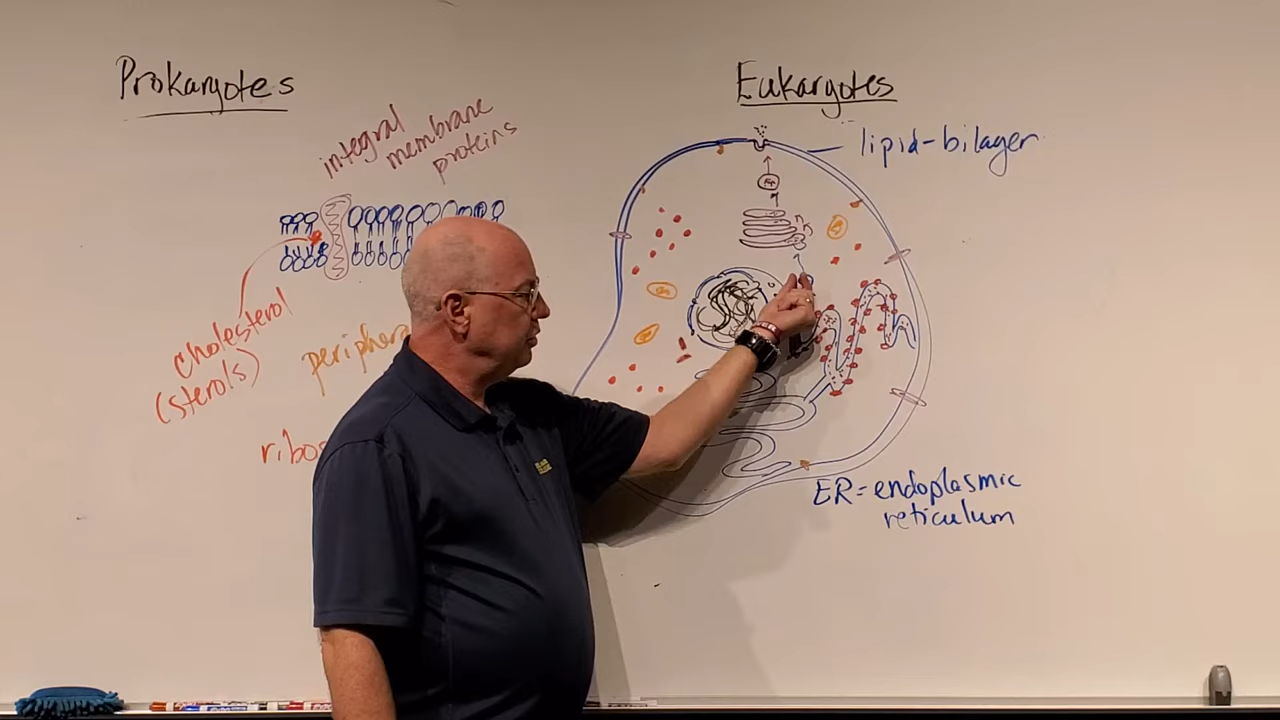 Prokaryotes
Eukaryotes
integral
membrane
proteins
lipid-bilayer
cholesterol
(sterols)
ER=endoplasmic
reticulum